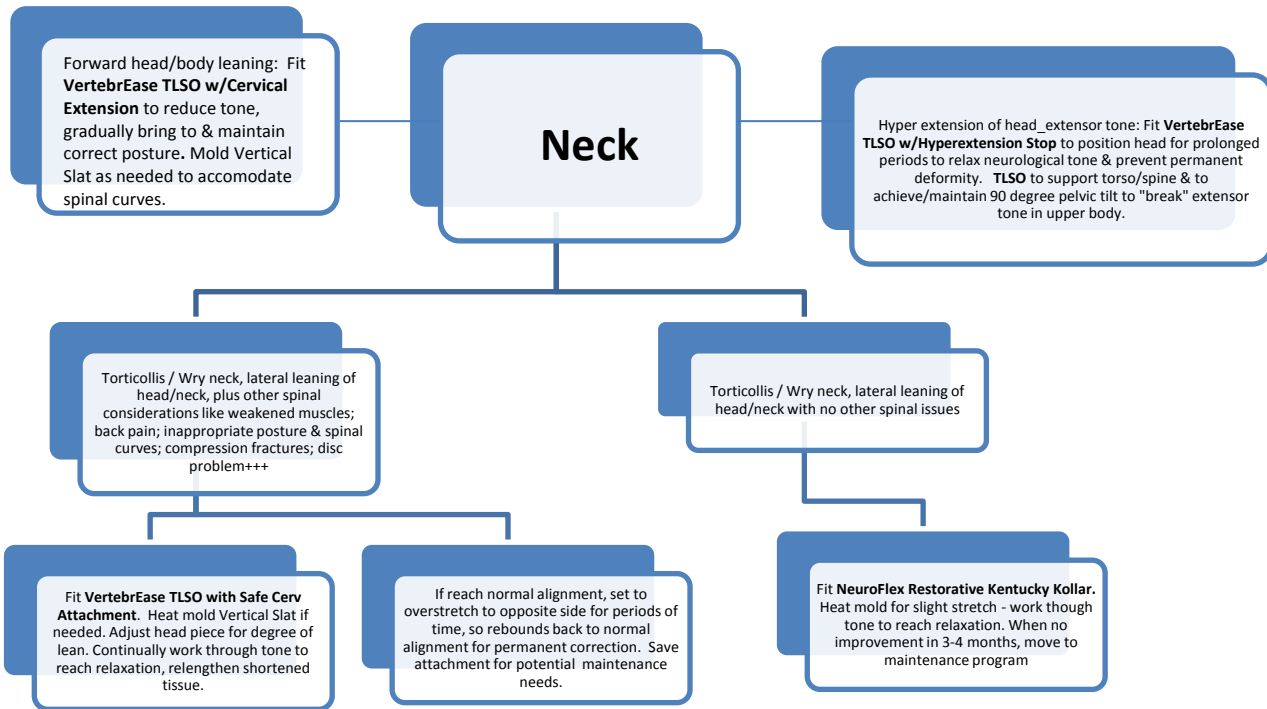 Forward head/body leaning: Fit
VertebrEase TLSO w/Cervical
Extension to reduce tone,
gradually bring to & maintain
correct posture. Mold Vertical
Slat as needed to accomodate
spinal curves.
Neck
Hyper extension of head_extensor tone: Fit VertebrEase
TLSO w/Hyperextension Stop to position head for prolonged
periods to relax neurological tone & prevent permanent
deformity. TLSO to support torso/spine & to
achieve/maintain 90 degree pelvic tilt to "break" extensor
tone in upper body.
Torticollis / Wry neck, lateral leaning of
head/neck, plus other spinal
considerations like weakened muscles;
back pain; inappropriate posture & spinal
curves; compression fractures; disc
problem+++
Torticollis / Wry neck, lateral leaning of
head/neck with no other spinal issues
Fit VertebrEase TLSO with Safe Cerv
Attachment. Heat mold Vertical Slat if
needed. Adjust head piece for degree of
lean. Continually work through tone to
reach relaxation, relengthen shortened
tissue.
If reach normal alignment, set to
overstretch to opposite side for periods of
time, so rebounds back to normal
alignment for permanent correction. Save
attachment for potential maintenance
needs.
Fit NeuroFlex Restorative Kentucky Kollar.
Heat mold for slight stretch - work though
tone to reach relaxation. When no
improvement in 3-4 months, move to
maintenance program